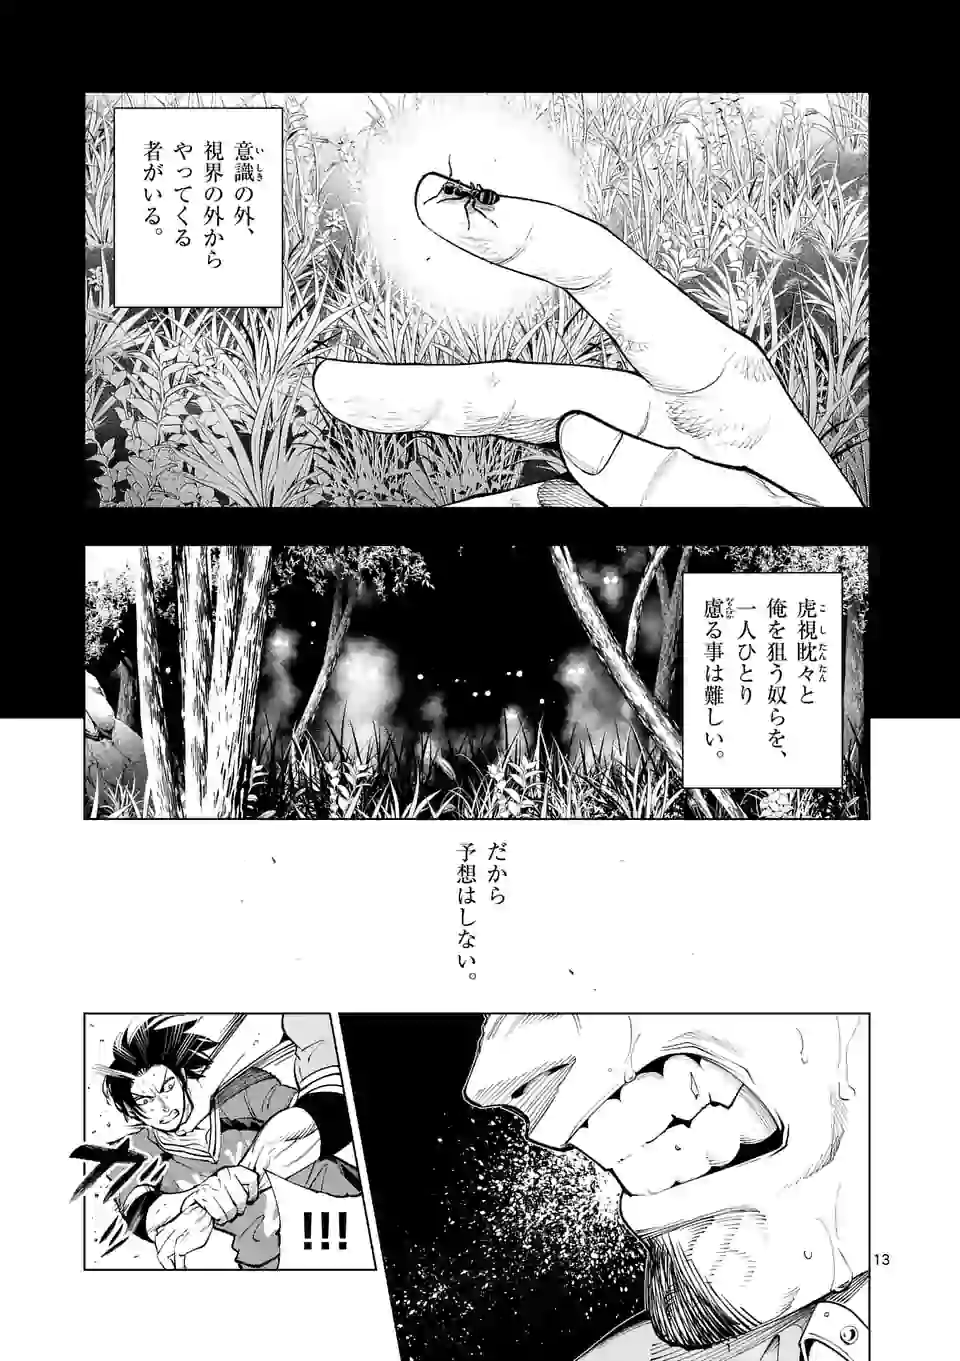 意識の外、
視界の外から
やってくる
者がいる。
虎視眈々と
俺を狙う奴らを、
一人ひとり
慮る事は難しい。
だから
予想はしない。
!!!
13